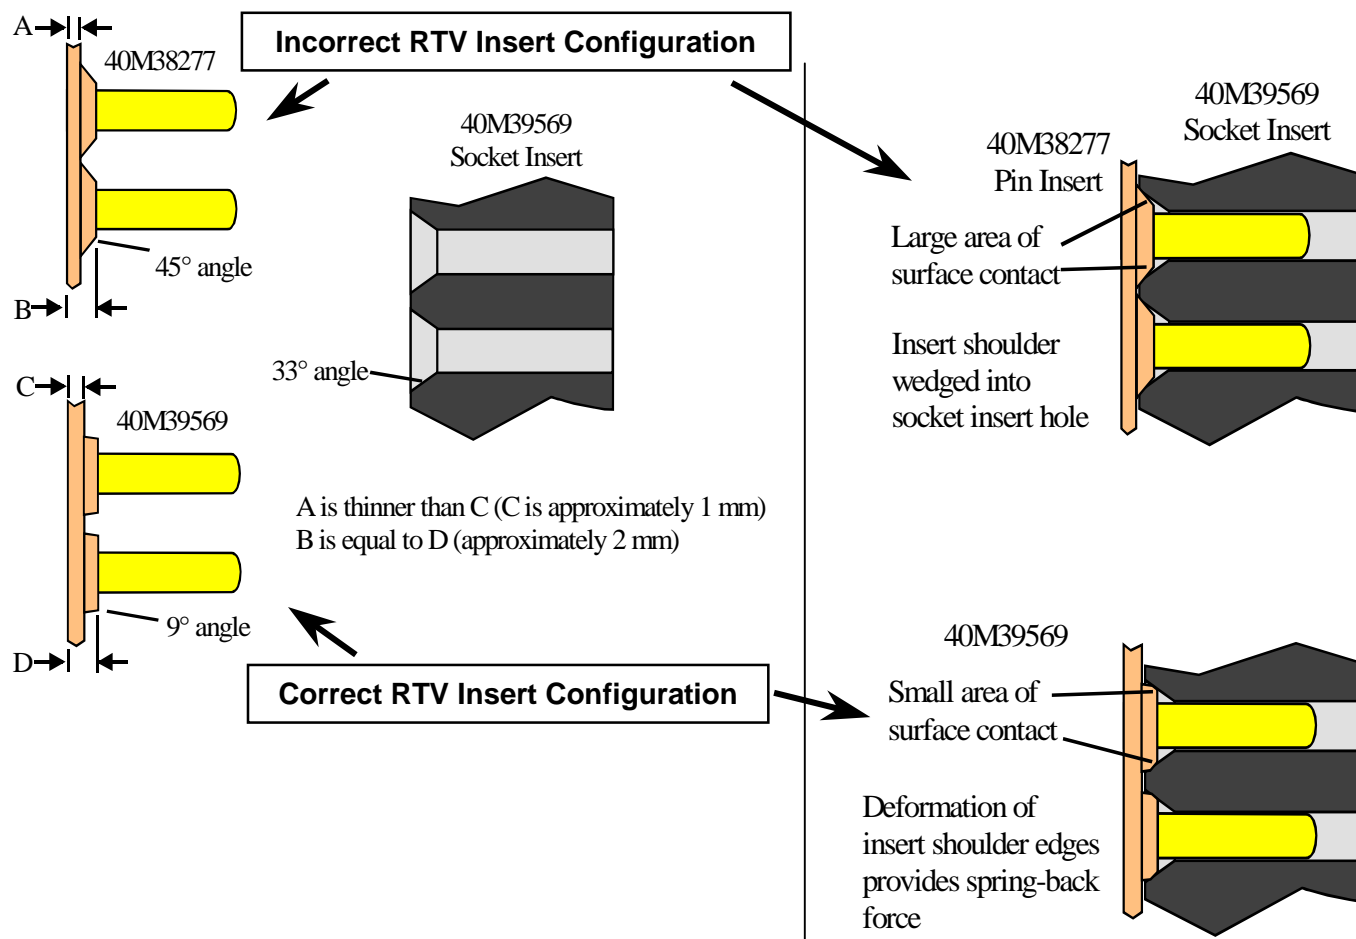 Incorrect RTV Insert Configuration
A
40M38277
45° angle
B
40M39569
Socket Insert
33° angle
C
40M39569
9° angle
D
A is thinner than C (C is approximately 1 mm)
B is equal to D (approximately 2 mm)
Correct RTV Insert Configuration
40M39569
Socket Insert
40M38277
Pin Insert
Large area of
surface contact
Insert shoulder
wedged into
socket insert hole
40M39569
Small area of
surface contact
Deformation of
insert shoulder edges
provides spring-back
force